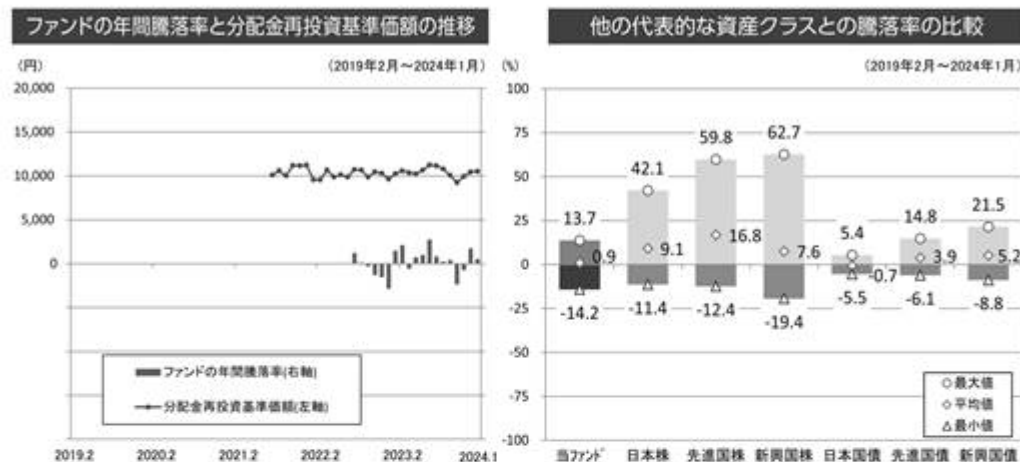 ファンドの年間騰落率と分配金再投資基準価額の推移
(円)
(2019年2月～2024年1月)
20,000
15,000
10,000
5,000
0
ファンドの年間騰落率(右軸)
分配金再投資基準価額(左軸)
2019.2 2020.2 2021.2 2022.2 2023.2 2024.1
他の代表的な資産クラスとの騰落率の比較
(%)
(2019年2月～2024年1月)
100
75
50
25
0
-25
-50
-75
-100
13.7 42.1 59.8 62.7 5.4 14.8 21.5
0.9 9.1 16.8 7.6 -0.7 3.9 5.2
-14.2 -11.4 -12.4 -19.4 -5.5 -6.1 -8.8
○最大値
◇平均値
△最小値
当ファンド 日本株 先進国株 新興国株 日本国債 先進国債 新興国債